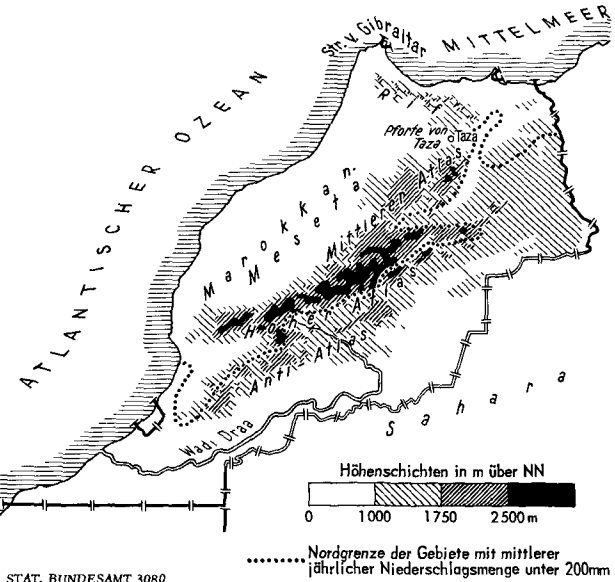 Str. v. Gibraltar
MITTELMEER
ATLANTISCHER OZEAN
Rif
Pforte von
Taza
Taza
Marokkan.
Meseta
Mittlerer Atlas
Hoher Atlas
Anti-Atlas
Wadi Draa
Sahara
Höhenschichten in m über NN
0 1000 1750 2500 m
Nordgrenze der Gebiete mit mittlerer
jährlicher Niederschlagsmenge unter 200mm
STAT. BUNDESAMT 3080